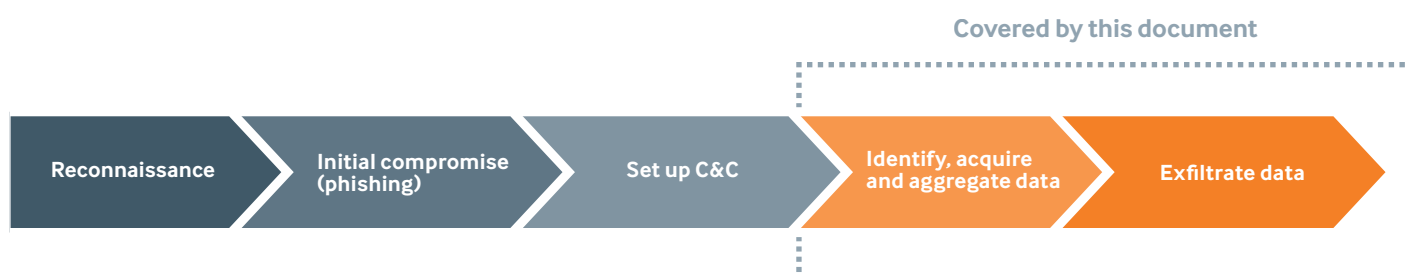 Covered by this document
Reconnaissance
Initial compromise
(phishing)
Set up C&C
Identify, acquire
and aggregate data
Exfiltrate data